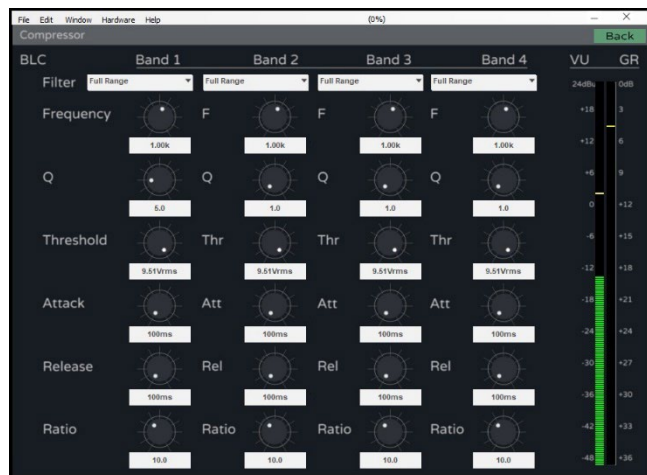 File Edit Window Hardware Help (0%)
Compressor Back
BLC Band 1 Band 2 Band 3 Band 4 VU GR
Filter Full Range Full Range Full Range Full Range 24dBu 0dB
Frequency F F F +18 3
1.00k 1.00k 1.00k 1.00k +12 6
Q Q Q Q +6 9
5.0 1.0 1.0 1.0 0 +12
Threshold Thr Thr Thr -6 +15
9.51Vrms 9.51Vrms 9.51Vrms 9.51Vrms -12 +18
Attack Att Att Att -18 +21
100ms 100ms 100ms 100ms -24 +24
Release Rel Rel Rel -30 +27
100ms 100ms 100ms 100ms -36 +30
Ratio Ratio Ratio Ratio -42 +33
10.0 10.0 10.0 10.0 -48 +36